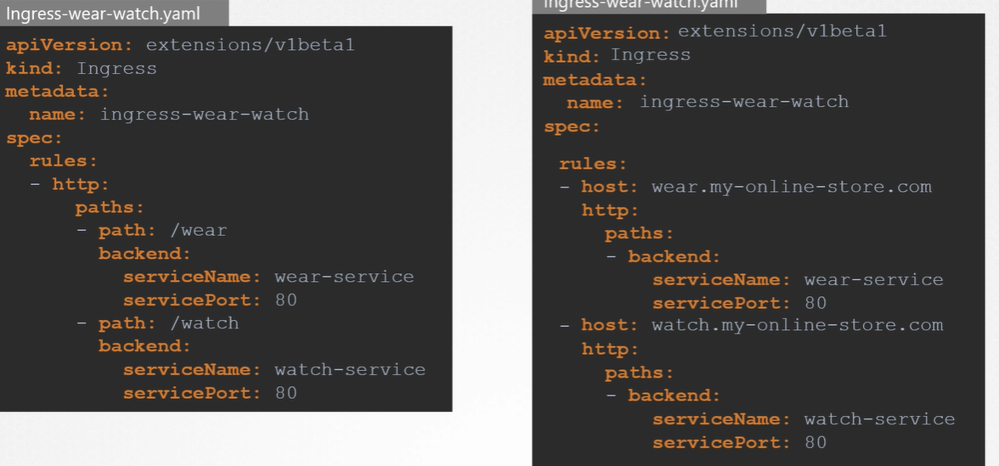 Ingress-wear-watch.yaml
apiVersion: extensions/v1beta1
kind: Ingress
metadata:
  name: ingress-wear-watch
spec:
  rules:
  - http:
      paths:
      - path: /wear
        backend:
          serviceName: wear-service
          servicePort: 80
      - path: /watch
        backend:
          serviceName: watch-service
          servicePort: 80
Ingress-wear-watch.yaml
apiVersion: extensions/v1beta1
kind: Ingress
metadata:
  name: ingress-wear-watch
spec:
  rules:
  - host: wear.my-online-store.com
    http:
      paths:
      - backend:
          serviceName: wear-service
          servicePort: 80
  - host: watch.my-online-store.com
    http:
      paths:
      - backend:
          serviceName: watch-service
          servicePort: 80